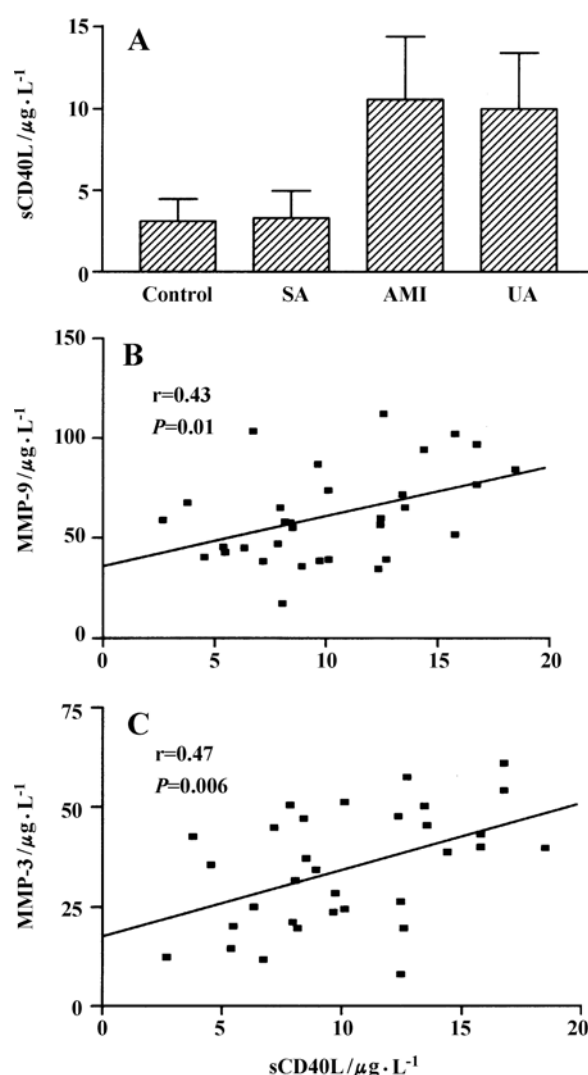 A
sCD40L/μg·L-1
15
10
5
0
Control SA AMI UA
B
r=0.43
P=0.01
MMP-9/μg·L-1
150
100
50
0
0 5 10 15 20
C
r=0.47
P=0.006
MMP-3/μg·L-1
75
50
25
0
0 5 10 15 20
sCD40L/μg·L-1